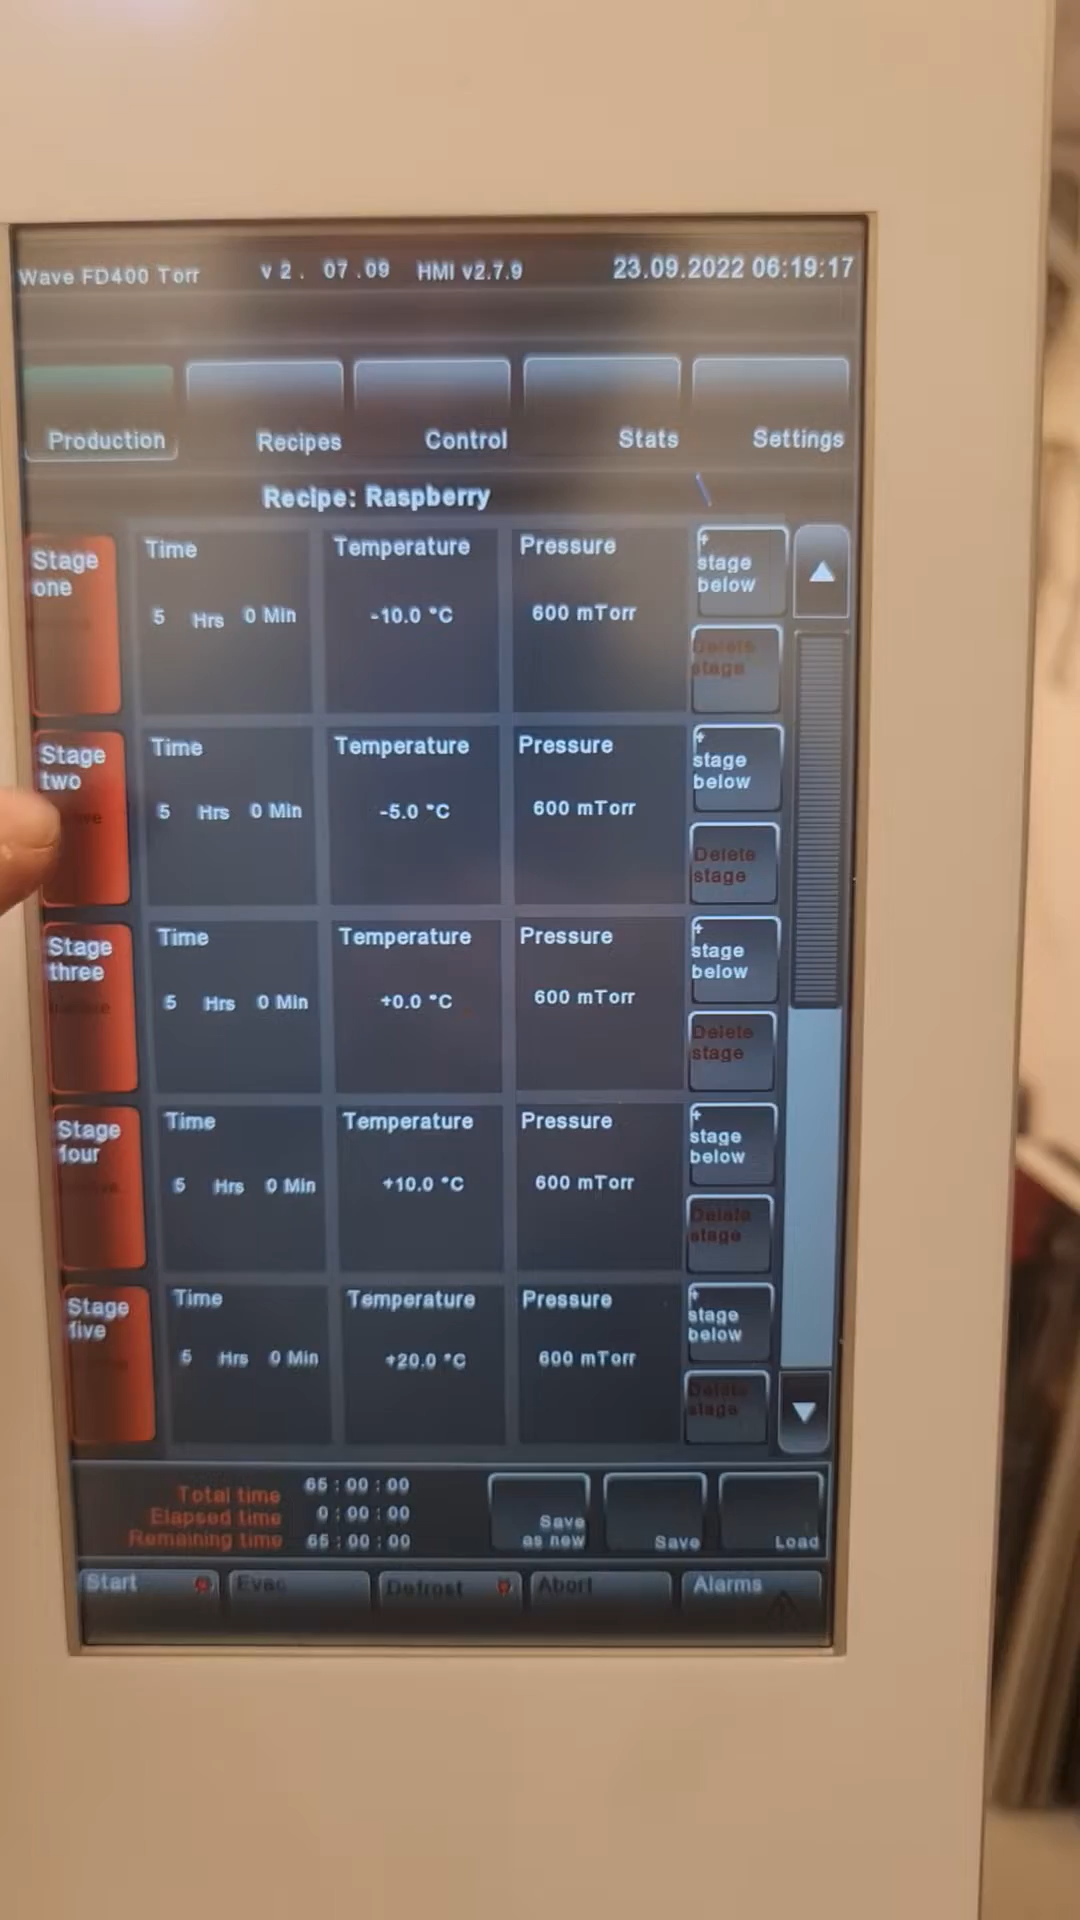 Wave FD400 Torr v 2 . 07 .09 HMI v2.7.9 23.09.2022 06:19:17
Production Recipes Control Stats Settings
Recipe: Raspberry
Stage one
Time Temperature Pressure
5 Hrs 0 Min -10.0 °C 600 mTorr
+ stage below
Delete stage
Stage two
Time Temperature Pressure
5 Hrs 0 Min -5.0 °C 600 mTorr
+ stage below
Delete stage
Stage three
Time Temperature Pressure
5 Hrs 0 Min +0.0 °C 600 mTorr
+ stage below
Delete stage
Stage four
Time Temperature Pressure
5 Hrs 0 Min +10.0 °C 600 mTorr
+ stage below
Delete stage
Stage five
Time Temperature Pressure
5 Hrs 0 Min +20.0 °C 600 mTorr
+ stage below
Delete stage
Total time 65 : 00 : 00
Elapsed time 0 : 00 : 00
Remaining time 65 : 00 : 00
Save as new
Save
Load
Start Evac Defrost Abort Alarms